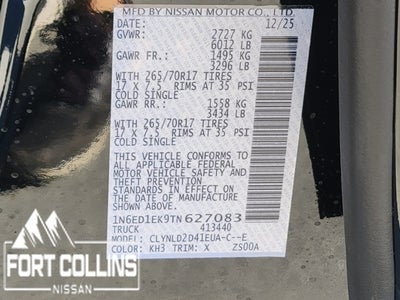 MFD BY NISSAN MOTOR CO., LTD.
DATE: 12/25
GVWR: 2727 KG
6012 LB
GAWR FR.: 1495 KG
3296 LB
WITH 265/70R17 TIRES
17 X 7.5 RIMS AT 35 PSI
COLD SINGLE
GAWR RR.: 1558 KG
3434 LB
WITH 265/70R17 TIRES
17 X 7.5 RIMS AT 35 PSI
COLD SINGLE
THIS VEHICLE CONFORMS TO
ALL APPLICABLE FEDERAL
MOTOR VEHICLE SAFETY AND
THEFT PREVENTION
STANDARDS IN EFFECT ON
THE DATE OF MANUFACTURE
SHOWN ABOVE.
1N6ED1EK9TN627083
TRUCK 413440
MODEL: CLYNLD2D41EUA-C--E
COLOR: KH3 TRIM: X ZS00A
FORT COLLINS
NISSAN